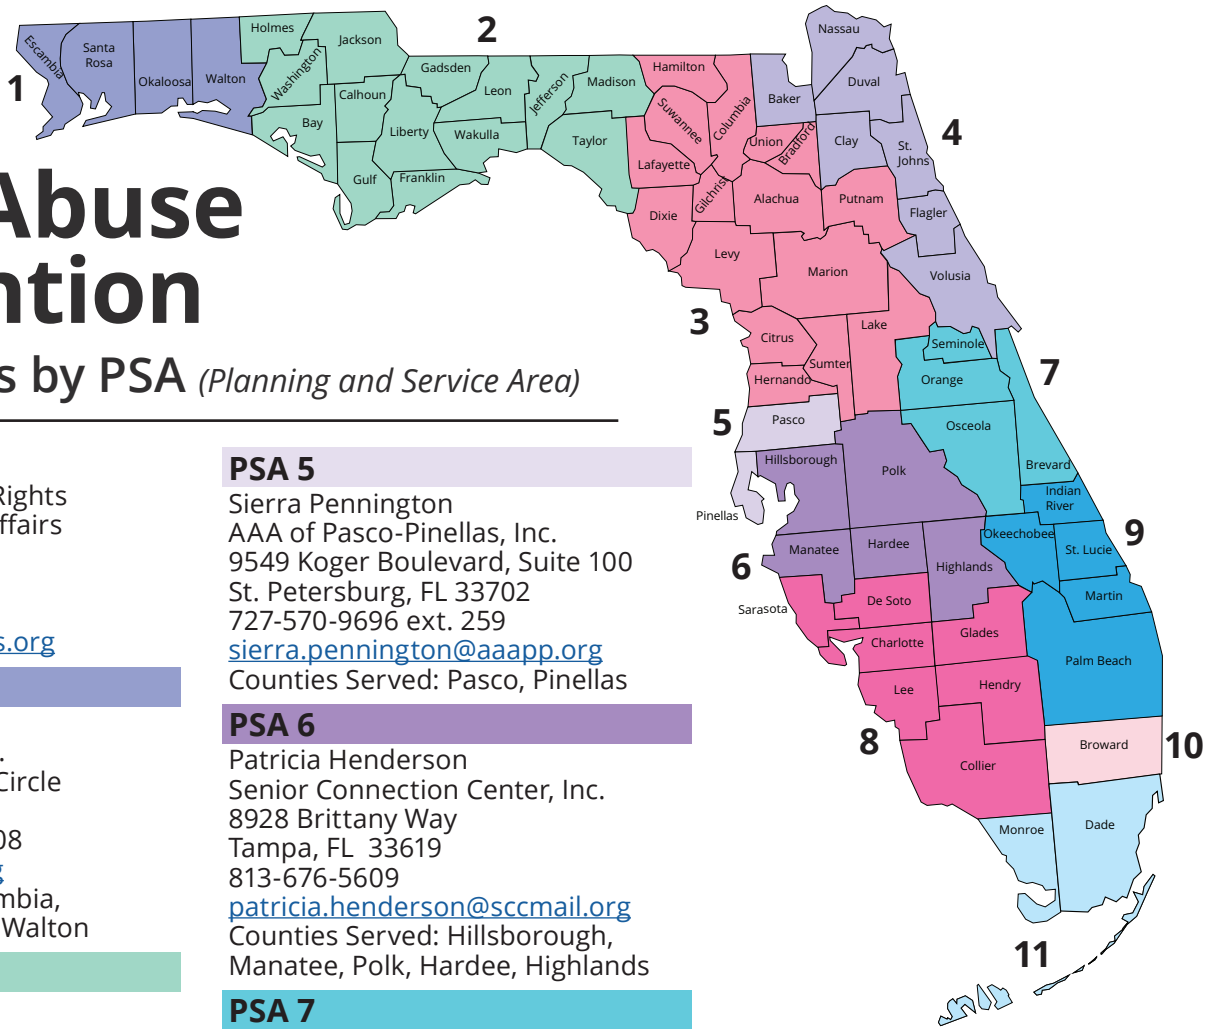 Abuse
ntion
s by PSA (Planning and Service Area)
Rights
ffairs
s.org
.
Circle
08
mbia,
Walton
PSA 5
Sierra Pennington
AAA of Pasco-Pinellas, Inc.
9549 Koger Boulevard, Suite 100
St. Petersburg, FL 33702
727-570-9696 ext. 259
sierra.pennington@aaapp.org
Counties Served: Pasco, Pinellas
PSA 6
Patricia Henderson
Senior Connection Center, Inc.
8928 Brittany Way
Tampa, FL 33619
813-676-5609
patricia.henderson@sccmail.org
Counties Served: Hillsborough,
Manatee, Polk, Hardee, Highlands
PSA 7
1
Escambia
Santa
Rosa
Okaloosa
Walton
2
Holmes
Jackson
Washington
Calhoun
Bay
Gulf
Gadsden
Liberty
Franklin
Leon
Wakulla
Jefferson
Madison
Taylor
3
Hamilton
Suwannee
Columbia
Lafayette
Union
Bradford
Dixie
Gilchrist
Alachua
Putnam
Levy
Marion
Citrus
Sumter
Lake
Hernando
4
Nassau
Duval
Baker
Clay
St.
Johns
Flagler
Volusia
5
Pasco
Pinellas
6
Hillsborough
Polk
Manatee
Hardee
Highlands
7
Seminole
Orange
Osceola
Brevard
8
Sarasota
De Soto
Charlotte
Glades
Lee
Hendry
Collier
9
Indian
River
Okeechobee
St. Lucie
Martin
Palm Beach
10
Broward
11
Monroe
Dade